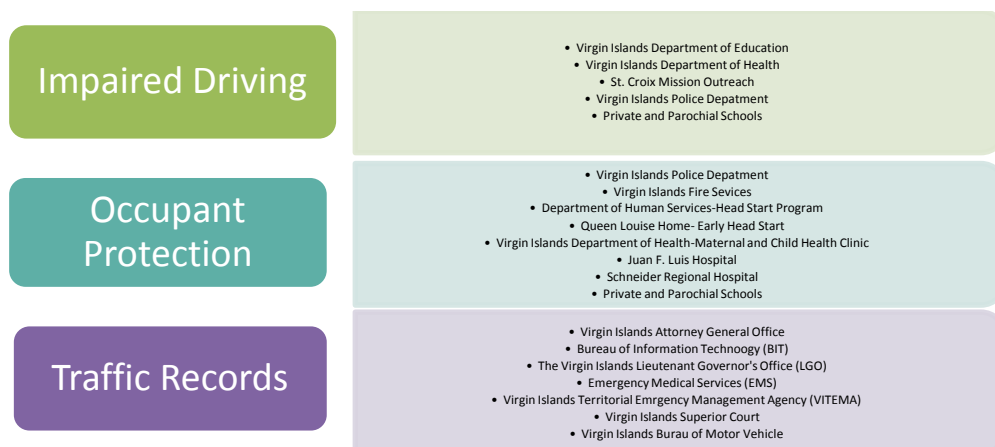 Impaired Driving
• Virgin Islands Department of Education
• Virgin Islands Department of Health
• St. Croix Mission Outreach
• Virgin Islands Police Depatment
• Private and Parochial Schools
Occupant
Protection
• Virgin Islands Police Depatment
• Virgin Islands Fire Sevices
• Department of Human Services-Head Start Program
• Queen Louise Home- Early Head Start
• Virgin Islands Department of Health-Maternal and Child Health Clinic
• Juan F. Luis Hospital
• Schneider Regional Hospital
• Private and Parochial Schools
Traffic Records
• Virgin Islands Attorney General Office
• Bureau of Information Technoogy (BIT)
• The Virgin Islands Lieutenant Governor's Office (LGO)
• Emergency Medical Services (EMS)
• Virgin Islands Territorial Emrgency Management Agency (VITEMA)
• Virgin Islands Superior Court
• Virgin Islands Burau of Motor Vehicle